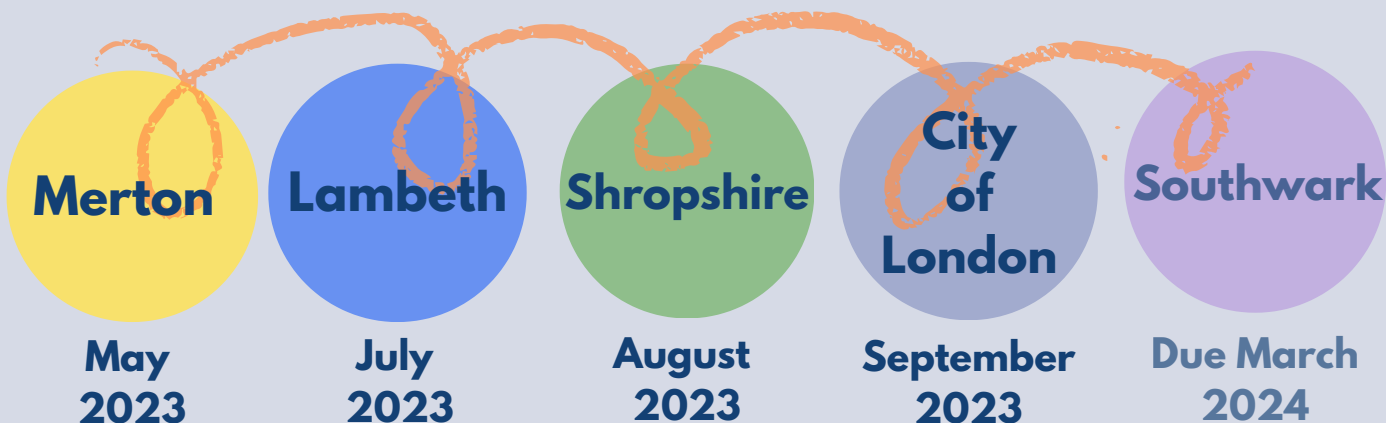 Merton
Lambeth
Shropshire
City
of
London
Southwark
May
2023
July
2023
August
2023
September
2023
Due March
2024